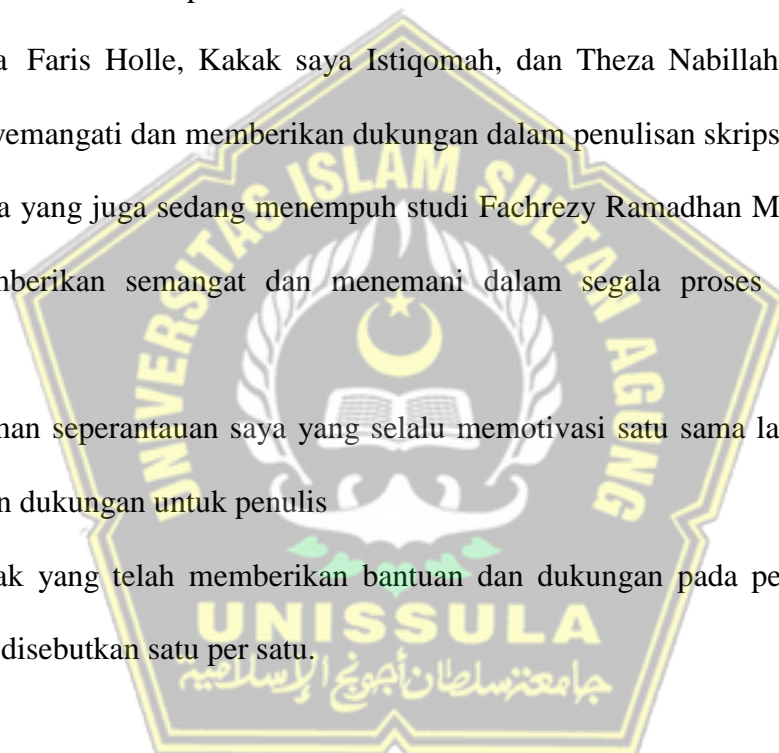 Faris Holle, Kakak saya Istiqomah, dan Theza Nabillah
yemangati dan memberikan dukungan dalam penulisan skrips
a yang juga sedang menempuh studi Fachrezy Ramadhan M
nberikan semangat dan menemani dalam segala proses
nan seperantauan saya yang selalu memotivasi satu sama la
n dukungan untuk penulis
ak yang telah memberikan bantuan dan dukungan pada pe
disebutkan satu per satu.
UNIVERSITAS ISLAM SULTAN AGUNG
UNISSULA
جامعة سلطان أجونج الإسلامية